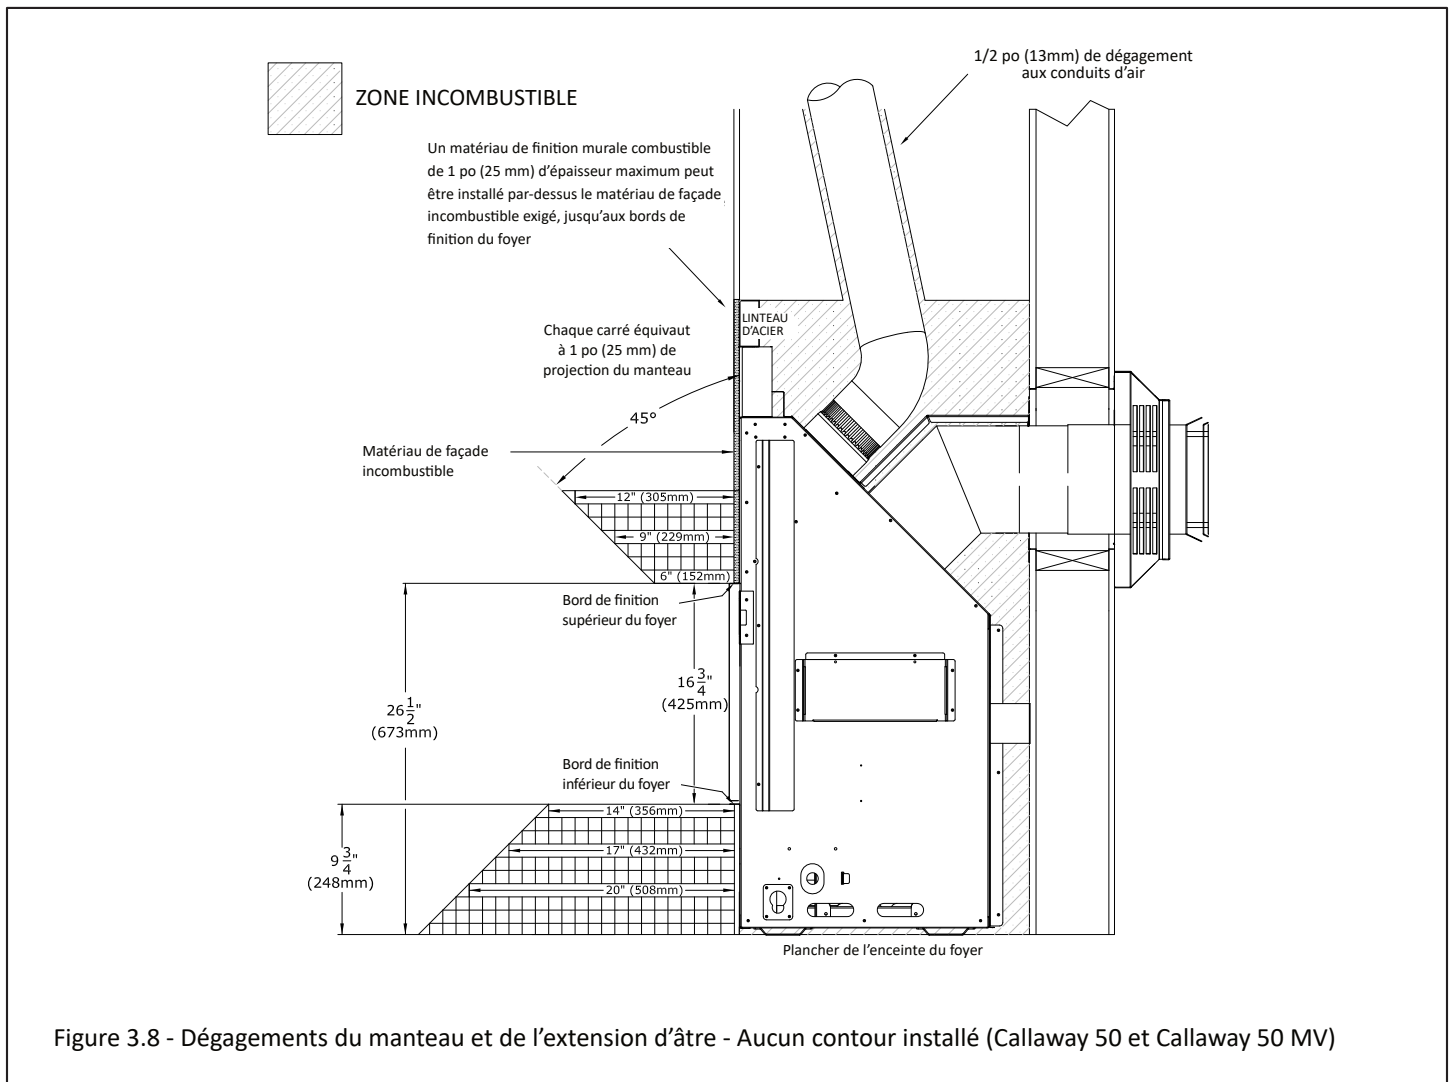 1/2 po (13mm) de dégagement
aux conduits d’air
ZONE INCOMBUSTIBLE
Un matériau de finition murale combustible
de 1 po (25 mm) d’épaisseur maximum peut
être installé par-dessus le matériau de façade
incombustible exigé, jusqu’aux bords de
finition du foyer
LINTEAU
D’ACIER
Chaque carré équivaut
à 1 po (25 mm) de
projection du manteau
45°
Matériau de façade
incombustible
12" (305mm)
9" (229mm)
6" (152mm)
Bord de finition
supérieur du foyer
16 3/4"
(425mm)
26 1/2"
(673mm)
Bord de finition
inférieur du foyer
14" (356mm)
17" (432mm)
9 3/4"
(248mm)
20" (508mm)
Plancher de l’enceinte du foyer
Figure 3.8 - Dégagements du manteau et de l’extension d’âtre - Aucun contour installé (Callaway 50 et Callaway 50 MV)